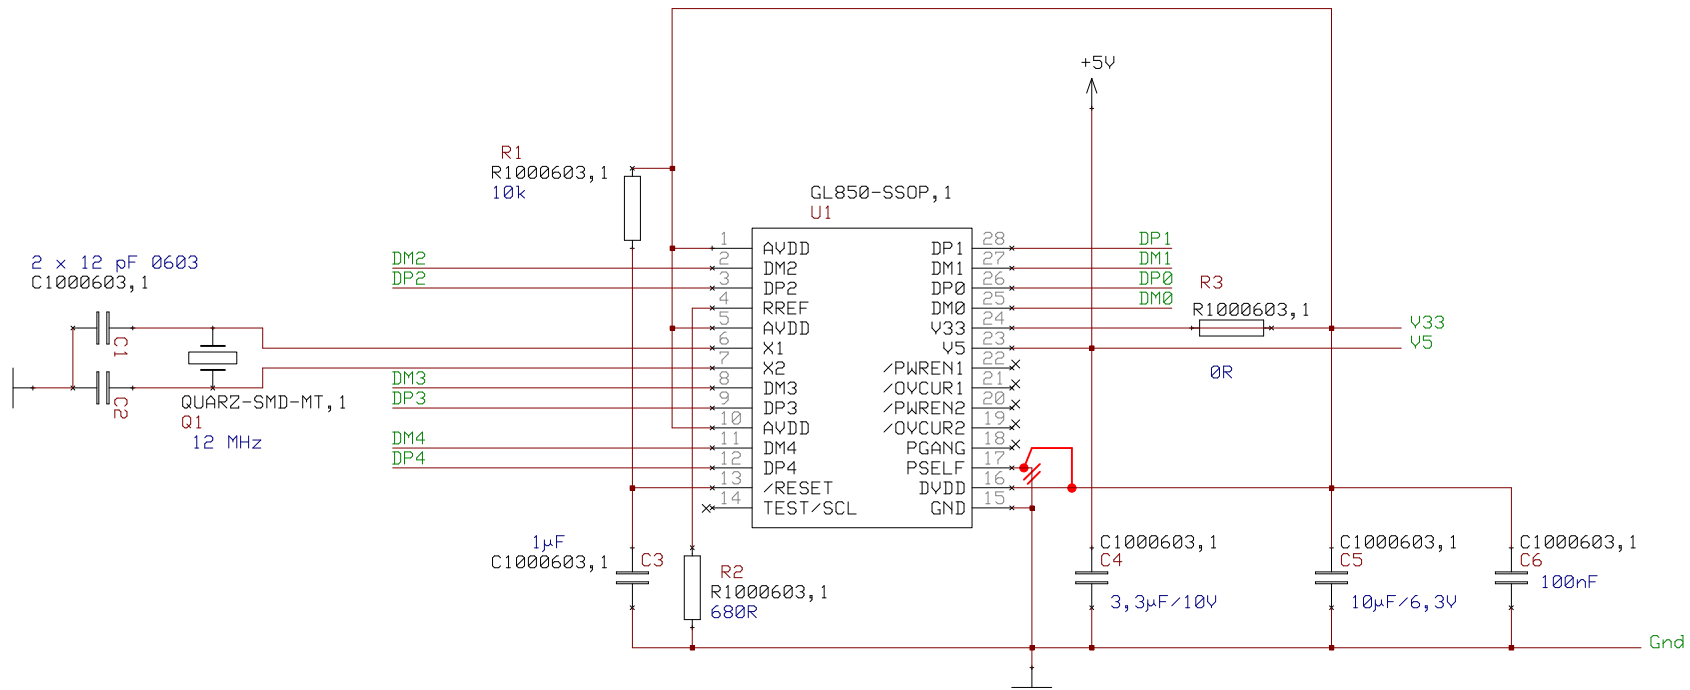 +5V
R1
R1000603,1
10k
GL850-SSOP,1
U1
2 x 12 pF 0603
C1000603,1
C1
C2
QUARZ-SMD-MT,1
Q1
12 MHz
DM2
DP2
DM3
DP3
DM4
DP4
1 AVDD
2 DM2
3 DP2
4 RREF
5 AVDD
6 X1
7 X2
8 DM3
9 DP3
10 AVDD
11 DM4
12 DP4
13 /RESET
14 TEST/SCL
DP1 28
DM1 27
DP0 26
DM0 25
V33 24
V5 23
/PWREN1 22
/OVCUR1 21
/PWREN2 20
/OVCUR2 19
PGANG 18
PSELF 17
DVDD 16
GND 15
DP1
DM1
DP0
DM0
R3
R1000603,1
0R
V33
V5
1µF
C1000603,1
C3
R2
R1000603,1
680R
C1000603,1
C4
3,3µF/10V
C1000603,1
C5
10µF/6,3V
C1000603,1
C6
100nF
Gnd